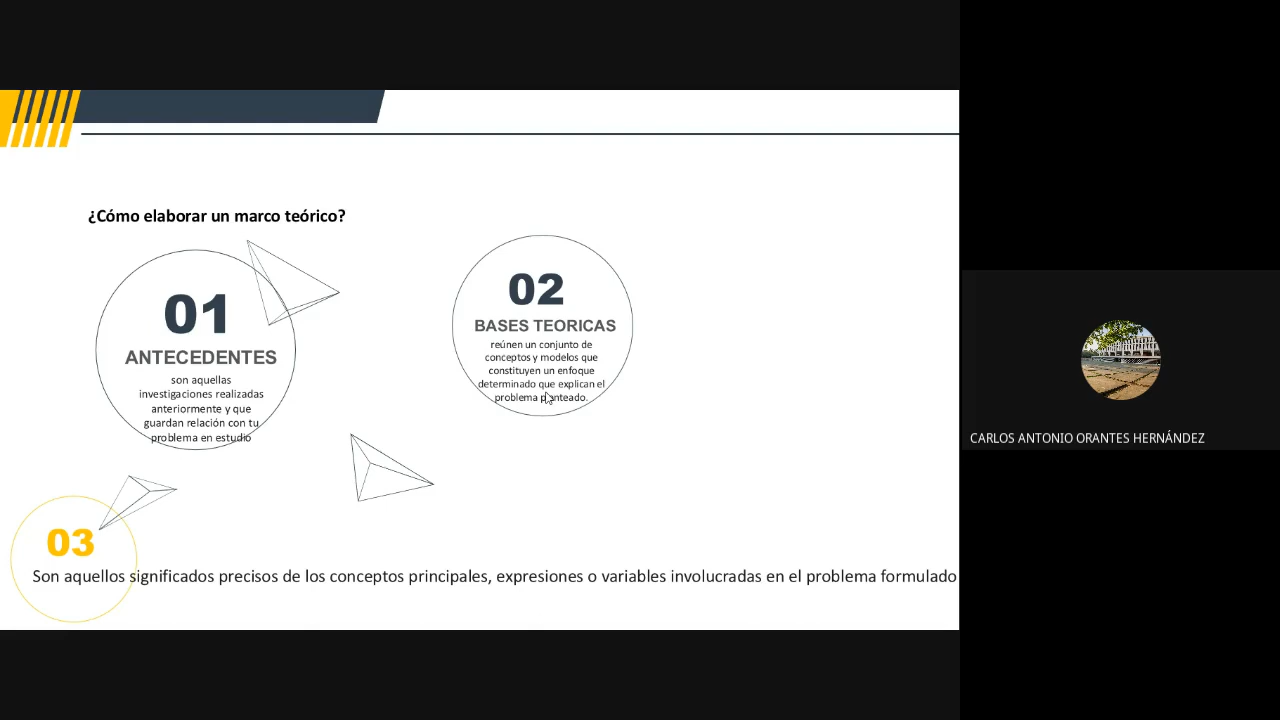 ¿Cómo elaborar un marco teórico?
01
ANTECEDENTES
son aquellas
investigaciones realizadas
anteriormente y que
guardan relación con tu
problema en estudio
02
BASES TEORICAS
reúnen un conjunto de
conceptos y modelos que
constituyen un enfoque
determinado que explican el
problema planteado.
03
Son aquellos significados precisos de los conceptos principales, expresiones o variables involucradas en el problema formulado
CARLOS ANTONIO ORANTES HERNÁNDEZ